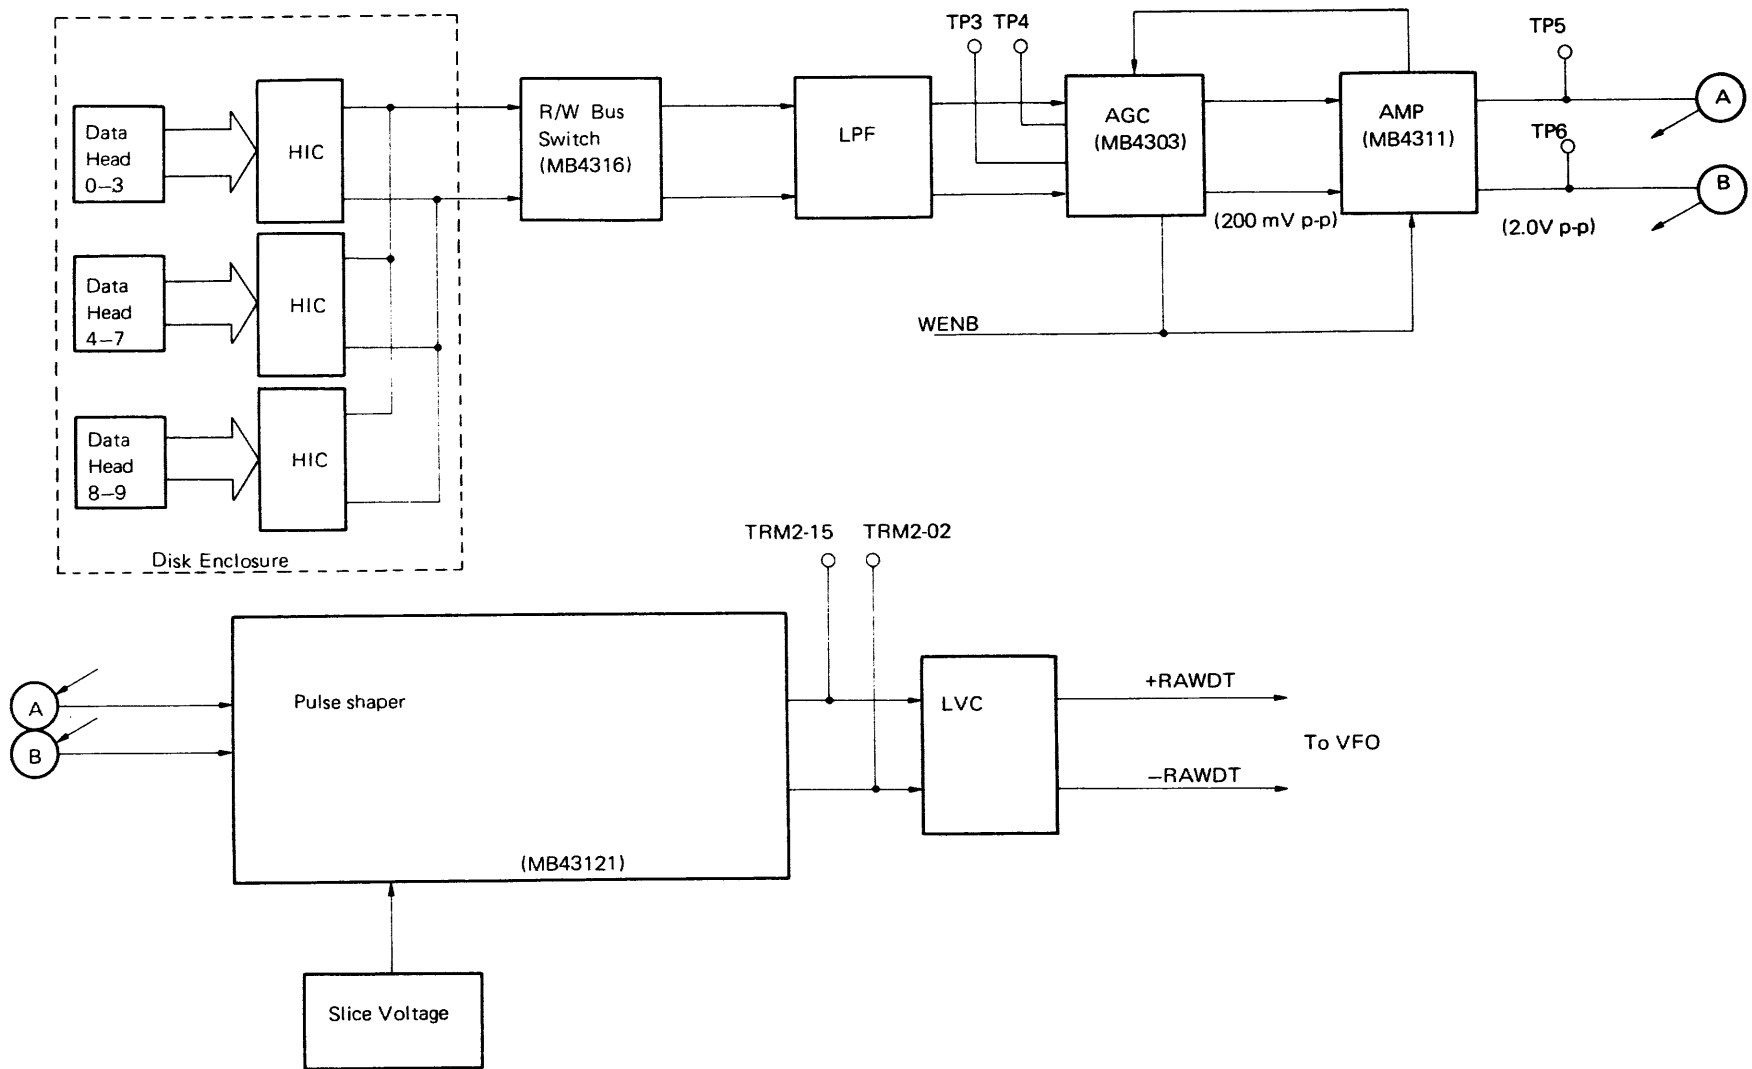 TP3 TP4
TP5
Data
Head
0–3
HIC
R/W Bus
Switch
(MB4316)
LPF
AGC
(MB4303)
AMP
(MB4311)
A
TP6
B
(200 mV p-p)
(2.0V p-p)
Data
Head
4–7
HIC
WENB
Data
Head
8–9
HIC
Disk Enclosure
TRM2-15
TRM2-02
A
B
Pulse shaper
(MB43121)
LVC
+RAWDT
To VFO
–RAWDT
Slice Voltage